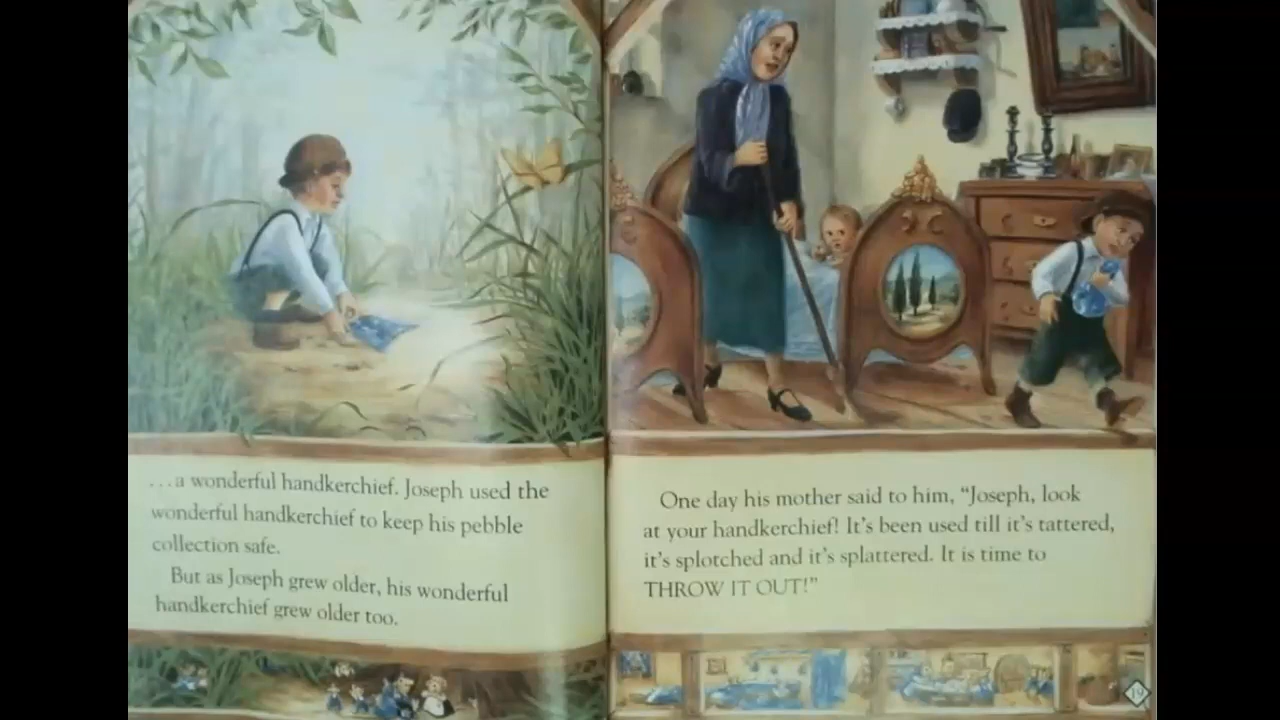 ...a wonderful handkerchief. Joseph used the
wonderful handkerchief to keep his pebble
collection safe.
But as Joseph grew older, his wonderful
handkerchief grew older too.
One day his mother said to him, “Joseph, look
at your handkerchief! It’s been used till it’s tattered,
it’s splotched and it’s splattered. It is time to
THROW IT OUT!”
19